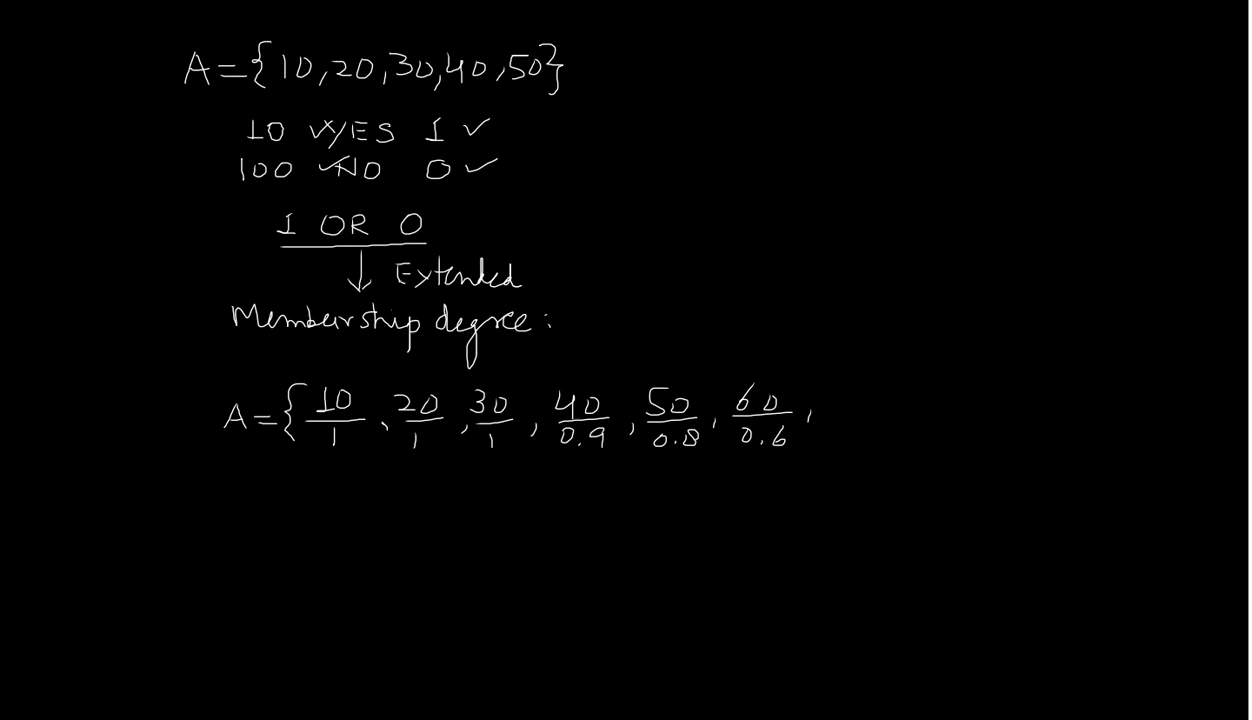 A={10,20,30,40,50}
10 ✓YES 1 ✓
100 ✓NO 0 ✓
1 OR 0
↓ Extended
Membership degree:
A={10/1, 20/1, 30/1, 40/0.9, 50/0.8, 60/0.6,